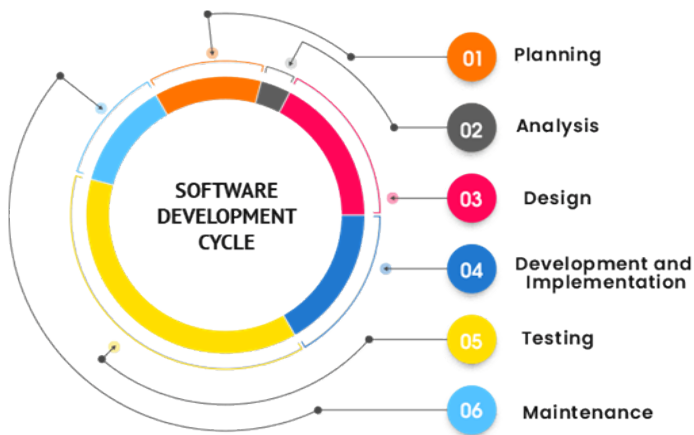 SOFTWARE
DEVELOPMENT
CYCLE
01 Planning
02 Analysis
03 Design
04 Development and
Implementation
05 Testing
06 Maintenance